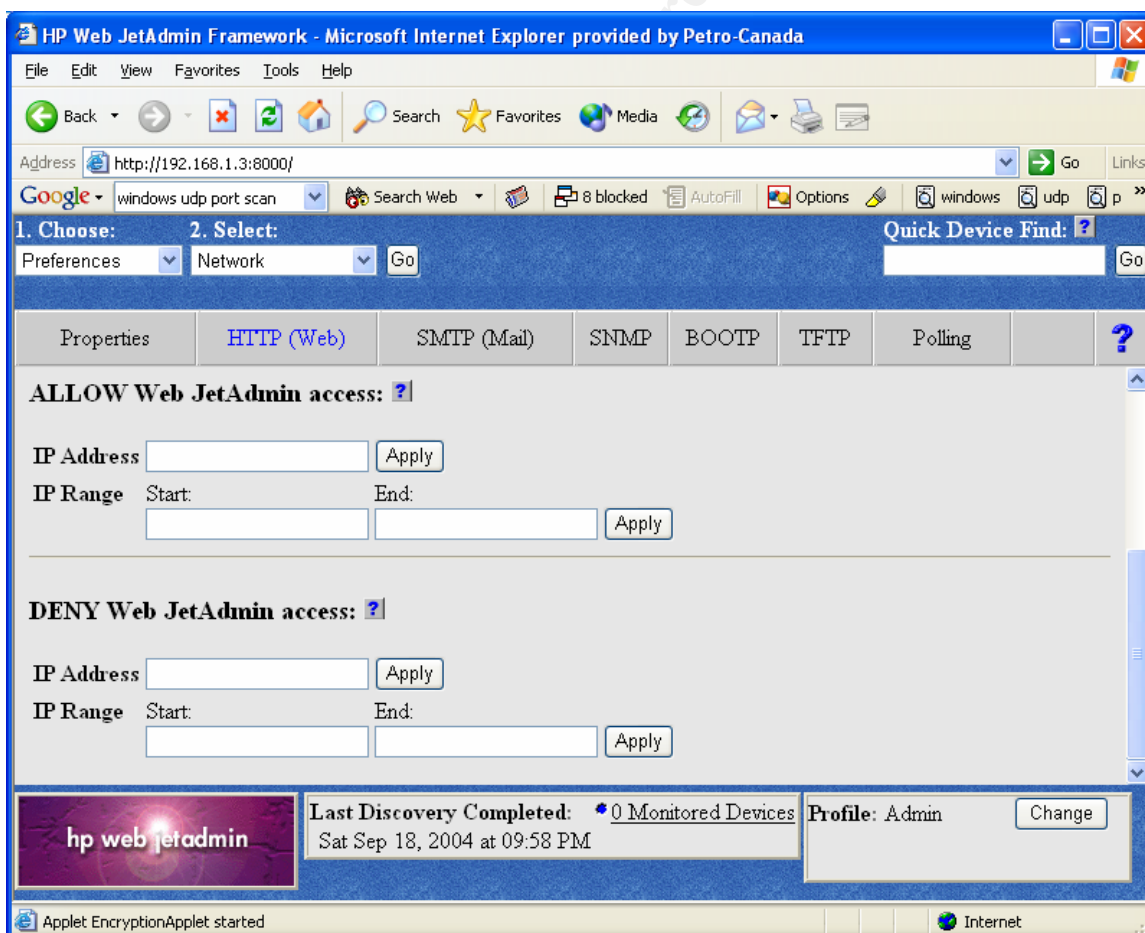 HP Web JetAdmin Framework - Microsoft Internet Explorer provided by Petro-Canada
File Edit View Favorites Tools Help
Back Search Favorites Media
Address http://192.168.1.3:8000/ Go Links
Google windows udp port scan Search Web 8 blocked AutoFill Options windows udp p »
1. Choose: 2. Select: Quick Device Find: ?
Preferences Network Go Go
Properties HTTP (Web) SMTP (Mail) SNMP BOOTP TFTP Polling ?
ALLOW Web JetAdmin access: ?
IP Address Apply
IP Range Start: End:
Apply
DENY Web JetAdmin access: ?
IP Address Apply
IP Range Start: End:
Apply
hp web jetadmin
Last Discovery Completed: 0 Monitored Devices
Sat Sep 18, 2004 at 09:58 PM
Profile: Admin Change
Applet EncryptionApplet started Internet